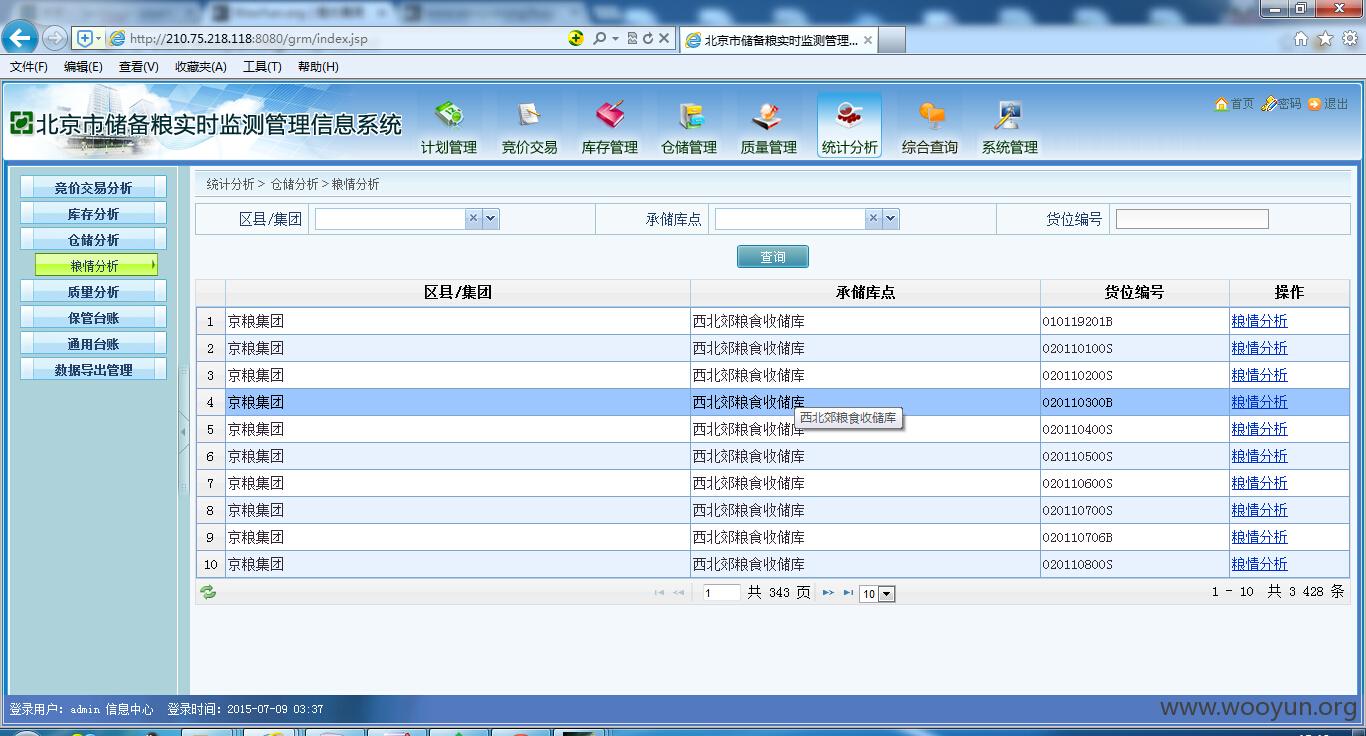 http://210.75.218.118:8080/grm/index.jsp
北京市储备粮实时监测管理...
文件(F) 编辑(E) 查看(V) 收藏夹(A) 工具(T) 帮助(H)
北京市储备粮实时监测管理信息系统
计划管理 竞价交易 库存管理 仓储管理 质量管理 统计分析 综合查询 系统管理
首页 密码 退出
竞价交易分析
库存分析
仓储分析
粮情分析
质量分析
保管台账
通用台账
数据导出管理
统计分析 > 仓储分析 > 粮情分析
区县/集团 承储库点 货位编号
查询
区县/集团 承储库点 货位编号 操作
1 京粮集团 西北郊粮食收储库 010119201B 粮情分析
2 京粮集团 西北郊粮食收储库 020110100S 粮情分析
3 京粮集团 西北郊粮食收储库 020110200S 粮情分析
4 京粮集团 西北郊粮食收储库 020110300B 粮情分析
西北郊粮食收储库
5 京粮集团 西北郊粮食收储库 020110400S 粮情分析
6 京粮集团 西北郊粮食收储库 020110500S 粮情分析
7 京粮集团 西北郊粮食收储库 020110600S 粮情分析
8 京粮集团 西北郊粮食收储库 020110700S 粮情分析
9 京粮集团 西北郊粮食收储库 020110706B 粮情分析
10 京粮集团 西北郊粮食收储库 020110800S 粮情分析
1 共 343 页 10 1 - 10 共 3 428 条
登录用户: admin 信息中心 登录时间: 2015-07-09 03:37
www.wooyun.org